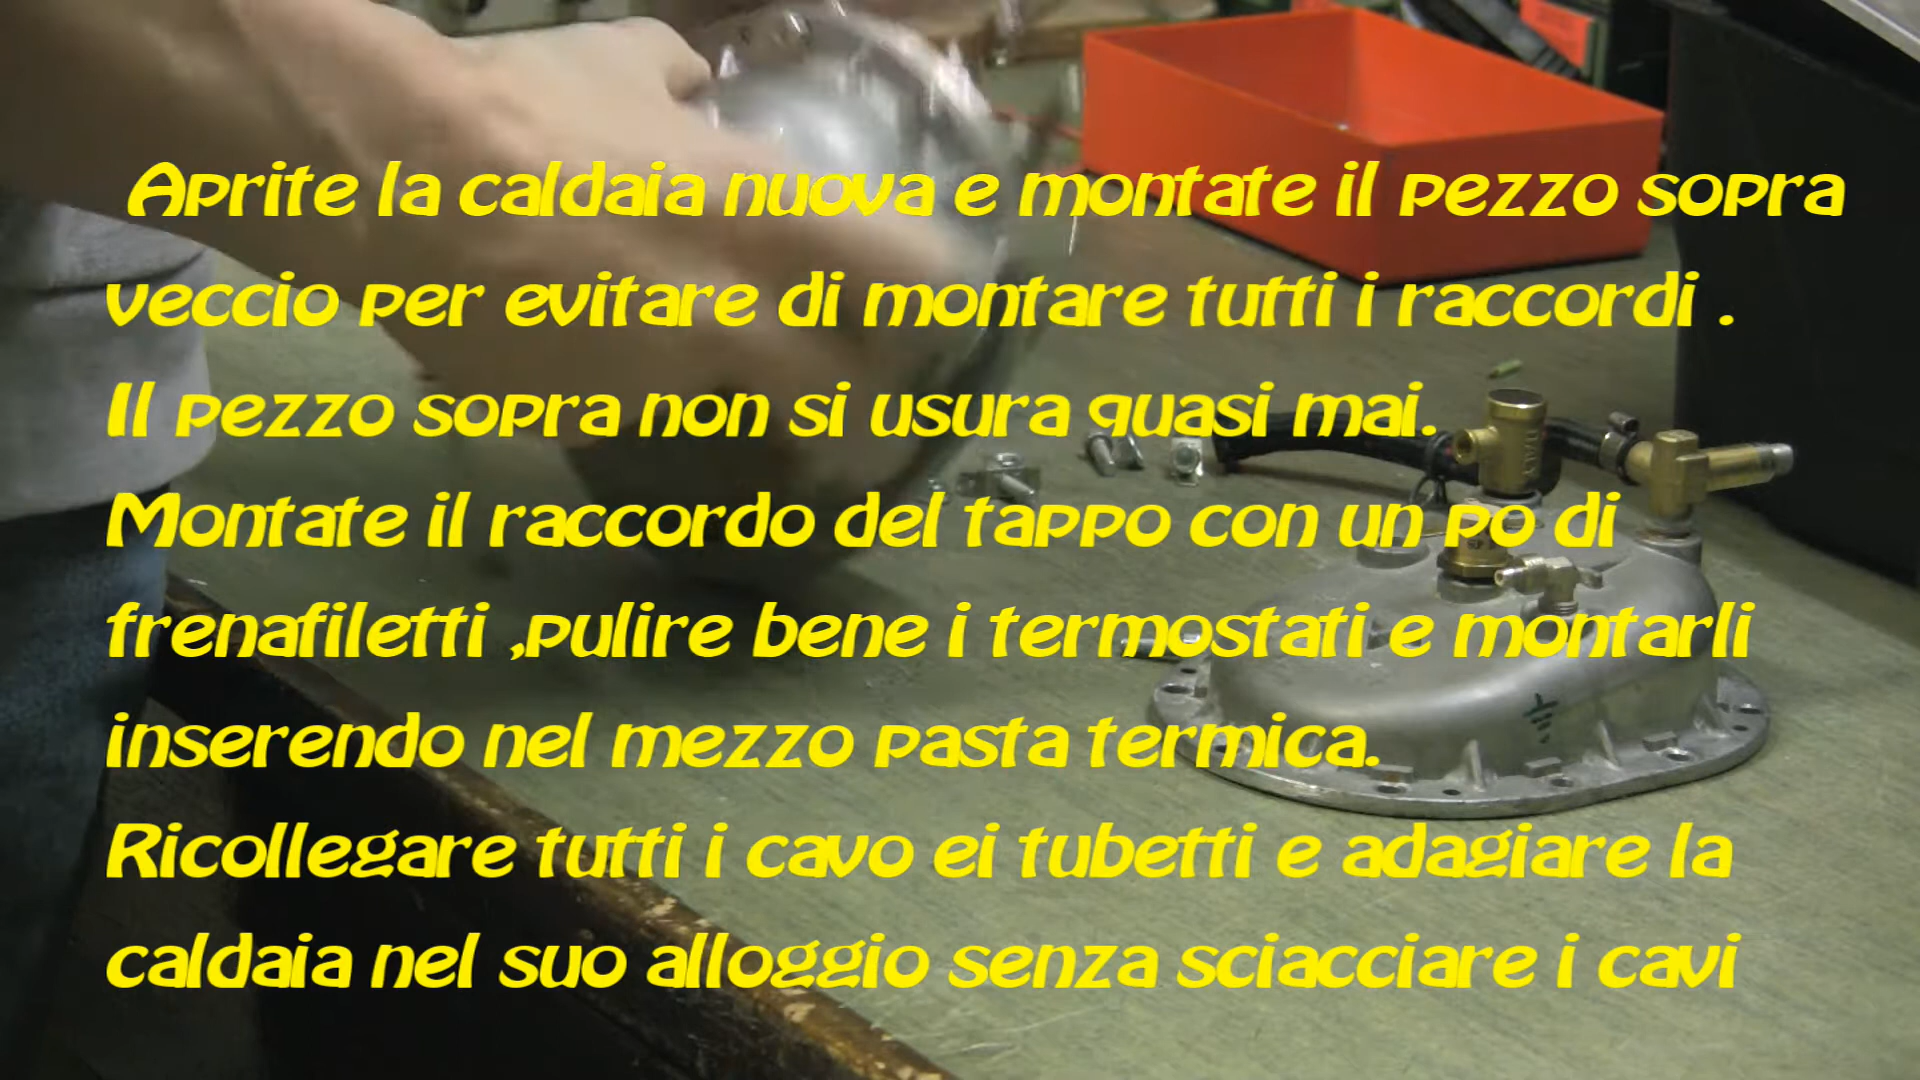 Aprite la caldaia nuova e montate il pezzo sopra
veccio per evitare di montare tutti i raccordi .
Il pezzo sopra non si usura quasi mai.
Montate il raccordo del tappo con un po di
frenafiletti ,pulire bene i termostati e montarli
inserendo nel mezzo pasta termica.
Ricollegare tutti i cavo ei tubetti e adagiare la
caldaia nel suo alloggio senza sciacciare i cavi